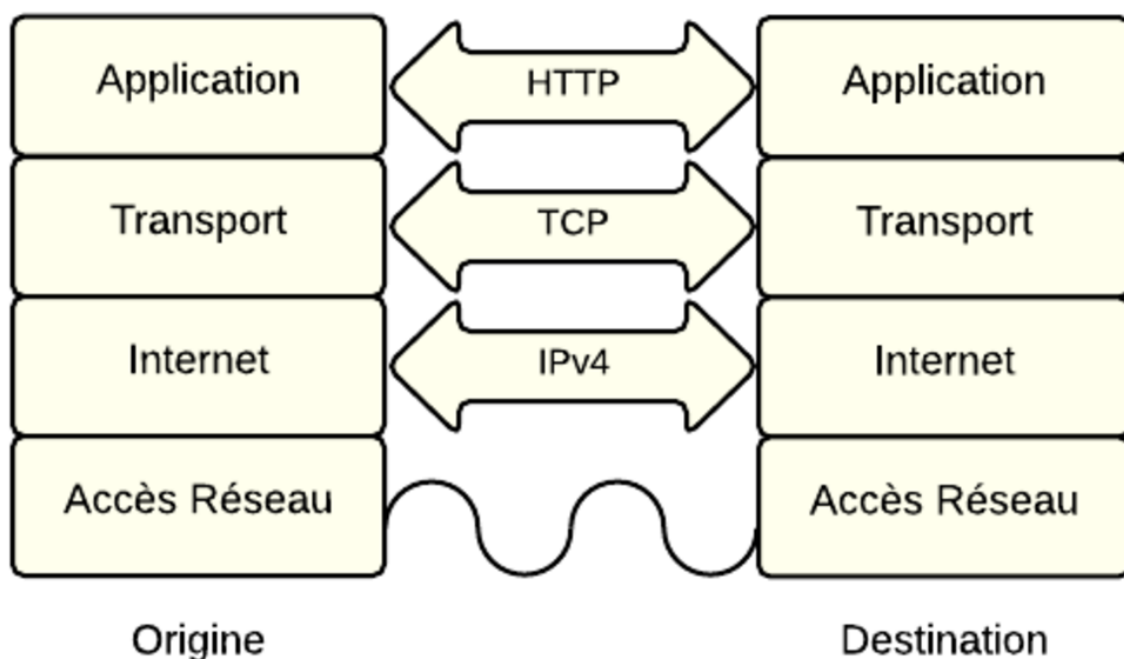 Application
HTTP
Application
Transport
TCP
Transport
Internet
IPv4
Internet
Accès Réseau
Accès Réseau
Origine
Destination